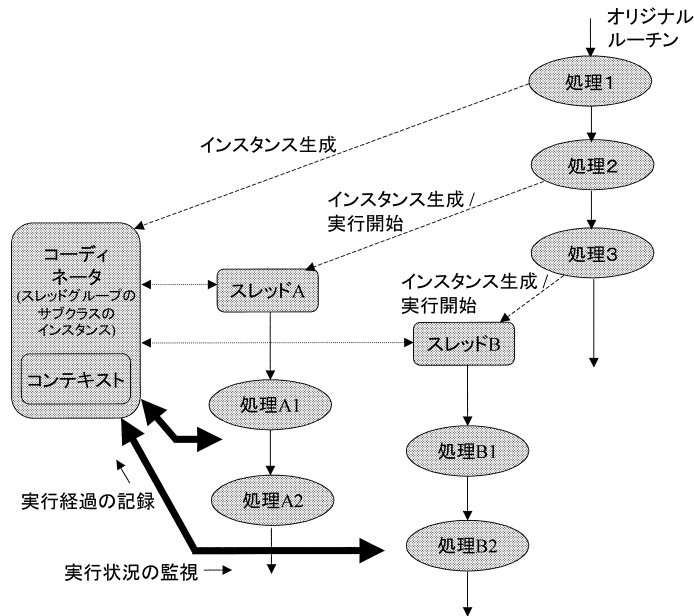 オリジナル
ルーチン
処理1
インスタンス生成
処理2
インスタンス生成 /
実行開始
処理3
コーディ
ネータ
(スレッドグループの
サブクラスの
インスタンス)
コンテキスト
スレッドA
インスタンス生成 /
実行開始
スレッドB
処理A1
処理B1
実行経過の記録
処理A2
処理B2
実行状況の監視